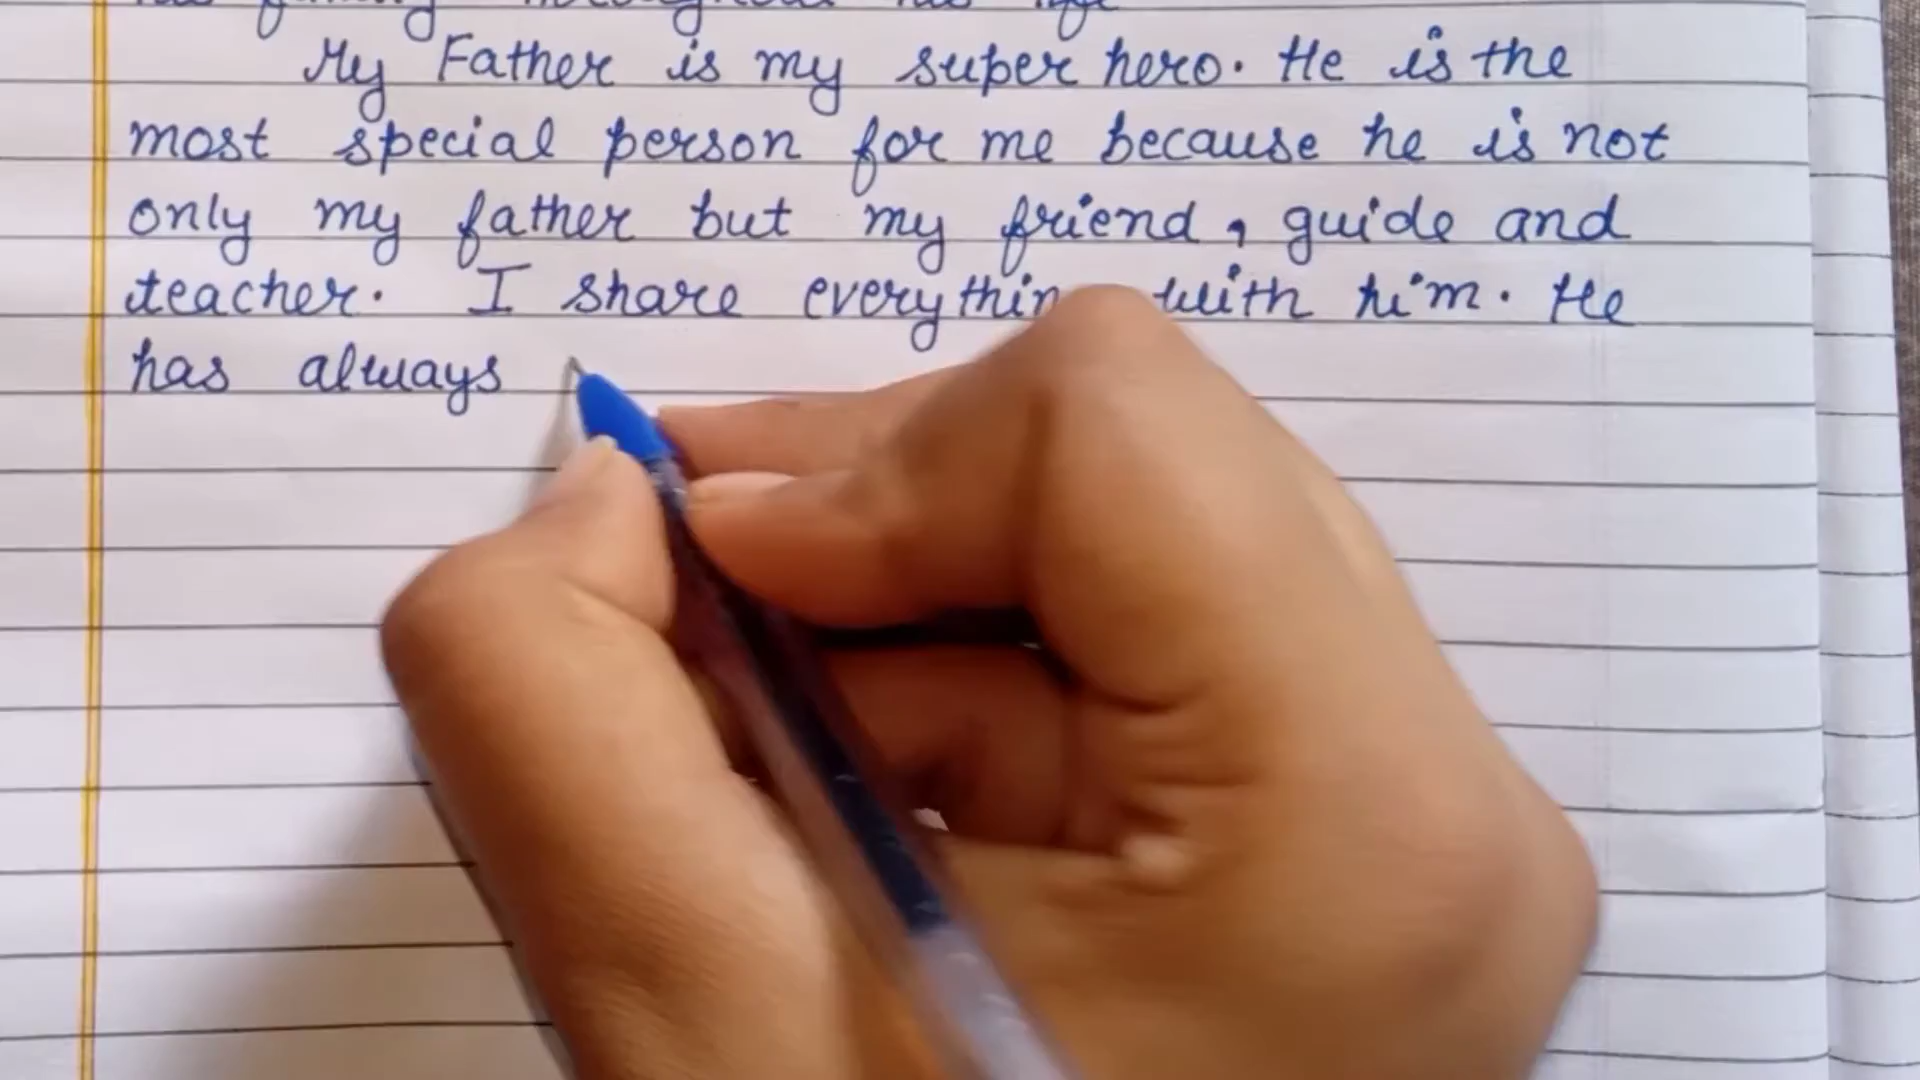 My Father is my super hero. He is the
most special person for me because he is not
only my father but my friend, guide and
teacher. I share everythin with him. He
has always